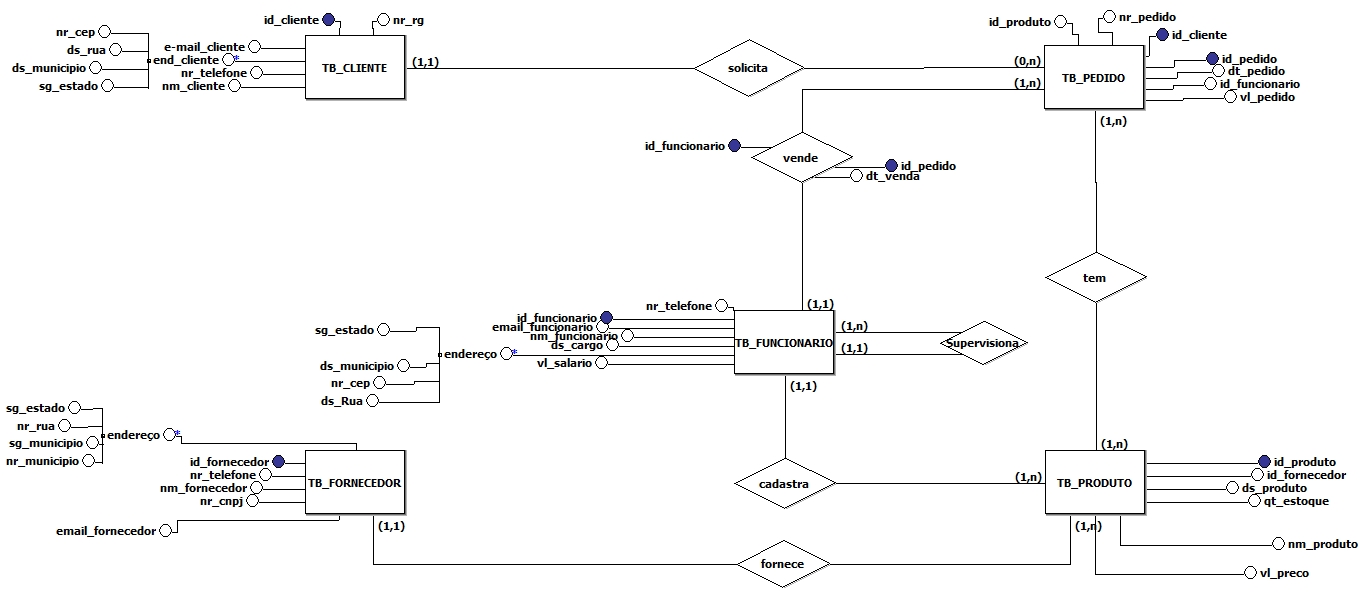 id_cliente
nr_rg
nr_cep
ds_rua
ds_municipio
sg_estado
e-mail_cliente
end_cliente *
nr_telefone
nm_cliente
TB_CLIENTE
(1,1)
solicita
(0,n)
(1,n)
id_produto
nr_pedido
id_cliente
TB_PEDIDO
id_pedido
dt_pedido
id_funcionario
vl_pedido
(1,n)
id_funcionario
vende
id_pedido
dt_venda
tem
(1,1)
nr_telefone
id_funcionario
email_funcionario
nm_funcionario
ds_cargo
endereço *
vl_salario
sg_estado
ds_municipio
nr_cep
ds_Rua
TB_FUNCIONARIO
(1,n)
(1,1)
Supervisiona
(1,1)
sg_estado
nr_rua
sg_municipio
nr_municipio
endereço *
id_fornecedor
nr_telefone
nm_fornecedor
nr_cnpj
email_fornecedor
TB_FORNECEDOR
(1,1)
cadastra
(1,n)
(1,n)
TB_PRODUTO
id_produto
id_fornecedor
ds_produto
qt_estoque
(1,n)
nm_produto
vl_preco
fornece